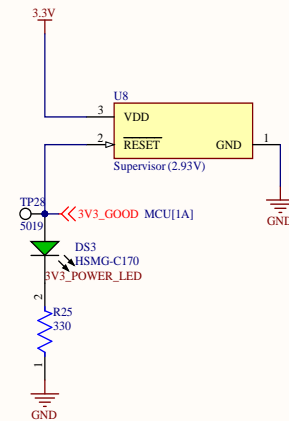 3.3V
U8
3 VDD
2 RESET
GND 1
Supervisor (2.93V)
GND
TP28
3V3_GOOD MCU[1A]
5019
DS3
HSMG-C170
3V3_POWER_LED
2
R25
330
1
GND